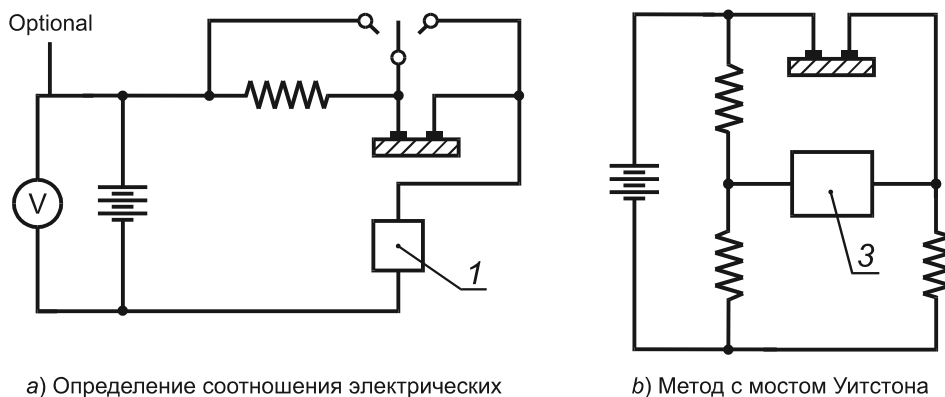 Optional
V
1
3
a) Определение соотношения электрических
b) Метод с мостом Уитстона